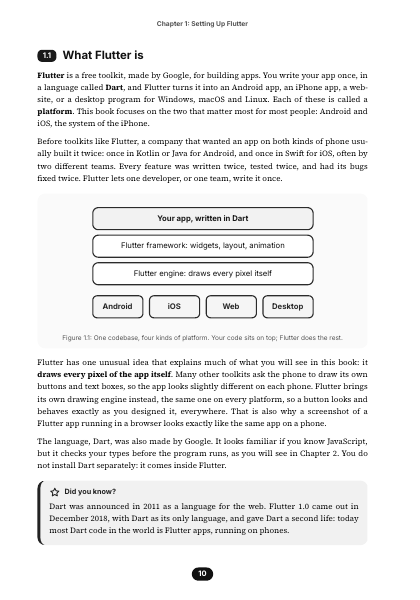 Chapter 1: Setting Up Flutter
1.1 What Flutter is
Flutter is a free toolkit, made by Google, for building apps. You write your app once, in
a language called Dart, and Flutter turns it into an Android app, an iPhone app, a web-
site, or a desktop program for Windows, macOS and Linux. Each of these is called a
platform. This book focuses on the two that matter most for most people: Android and
iOS, the system of the iPhone.
Before toolkits like Flutter, a company that wanted an app on both kinds of phone usu-
ally built it twice: once in Kotlin or Java for Android, and once in Swift for iOS, often by
two different teams. Every feature was written twice, tested twice, and had its bugs
fixed twice. Flutter lets one developer, or one team, write it once.
Your app, written in Dart
Flutter framework: widgets, layout, animation
Flutter engine: draws every pixel itself
Android iOS Web Desktop
Figure 1.1: One codebase, four kinds of platform. Your code sits on top; Flutter does the rest.
Flutter has one unusual idea that explains much of what you will see in this book: it
draws every pixel of the app itself. Many other toolkits ask the phone to draw its own
buttons and text boxes, so the app looks slightly different on each phone. Flutter brings
its own drawing engine instead, the same one on every platform, so a button looks and
behaves exactly as you designed it, everywhere. That is also why a screenshot of a
Flutter app running in a browser looks exactly like the same app on a phone.
The language, Dart, was also made by Google. It looks familiar if you know JavaScript,
but it checks your types before the program runs, as you will see in Chapter 2. You do
not install Dart separately: it comes inside Flutter.
Did you know?
Dart was announced in 2011 as a language for the web. Flutter 1.0 came out in
December 2018, with Dart as its only language, and gave Dart a second life: today
most Dart code in the world is Flutter apps, running on phones.
10